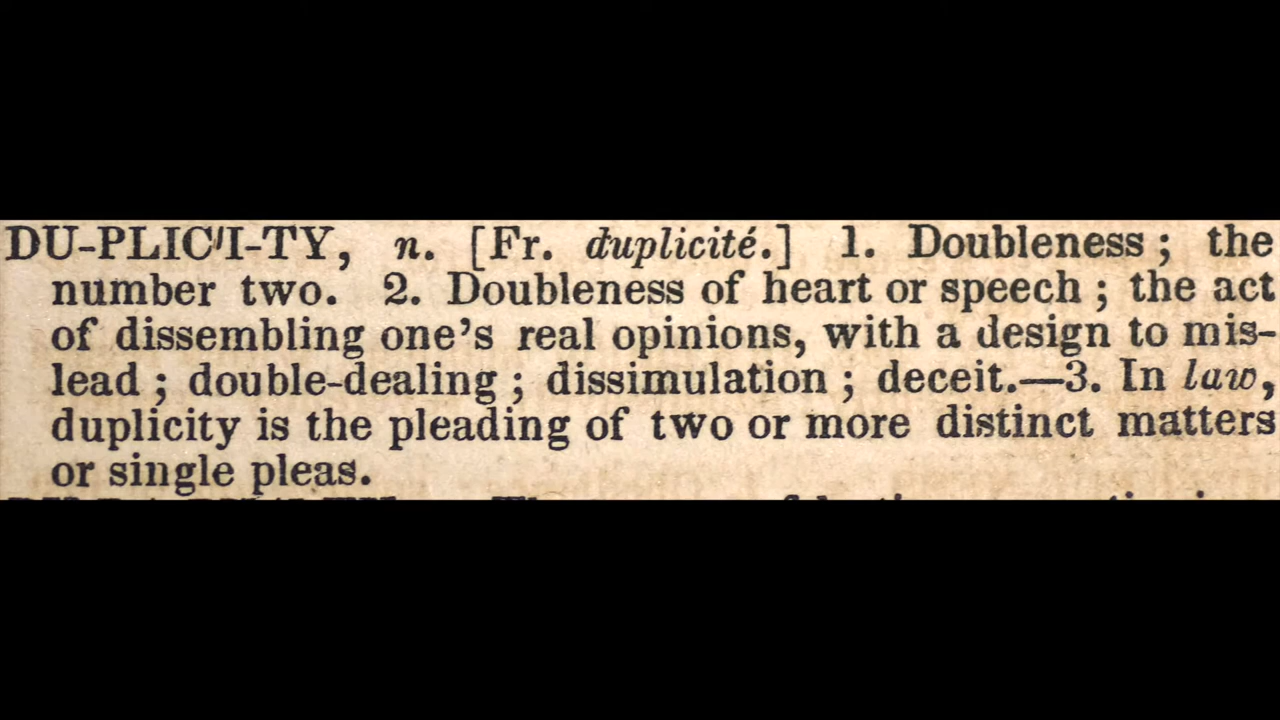 DU-PLIC'I-TY, n. [Fr. duplicité.] 1. Doubleness; the
number two. 2. Doubleness of heart or speech; the act
of dissembling one's real opinions, with a design to mis-
lead; double-dealing; dissimulation; deceit.—3. In law,
duplicity is the pleading of two or more distinct matters
or single pleas.